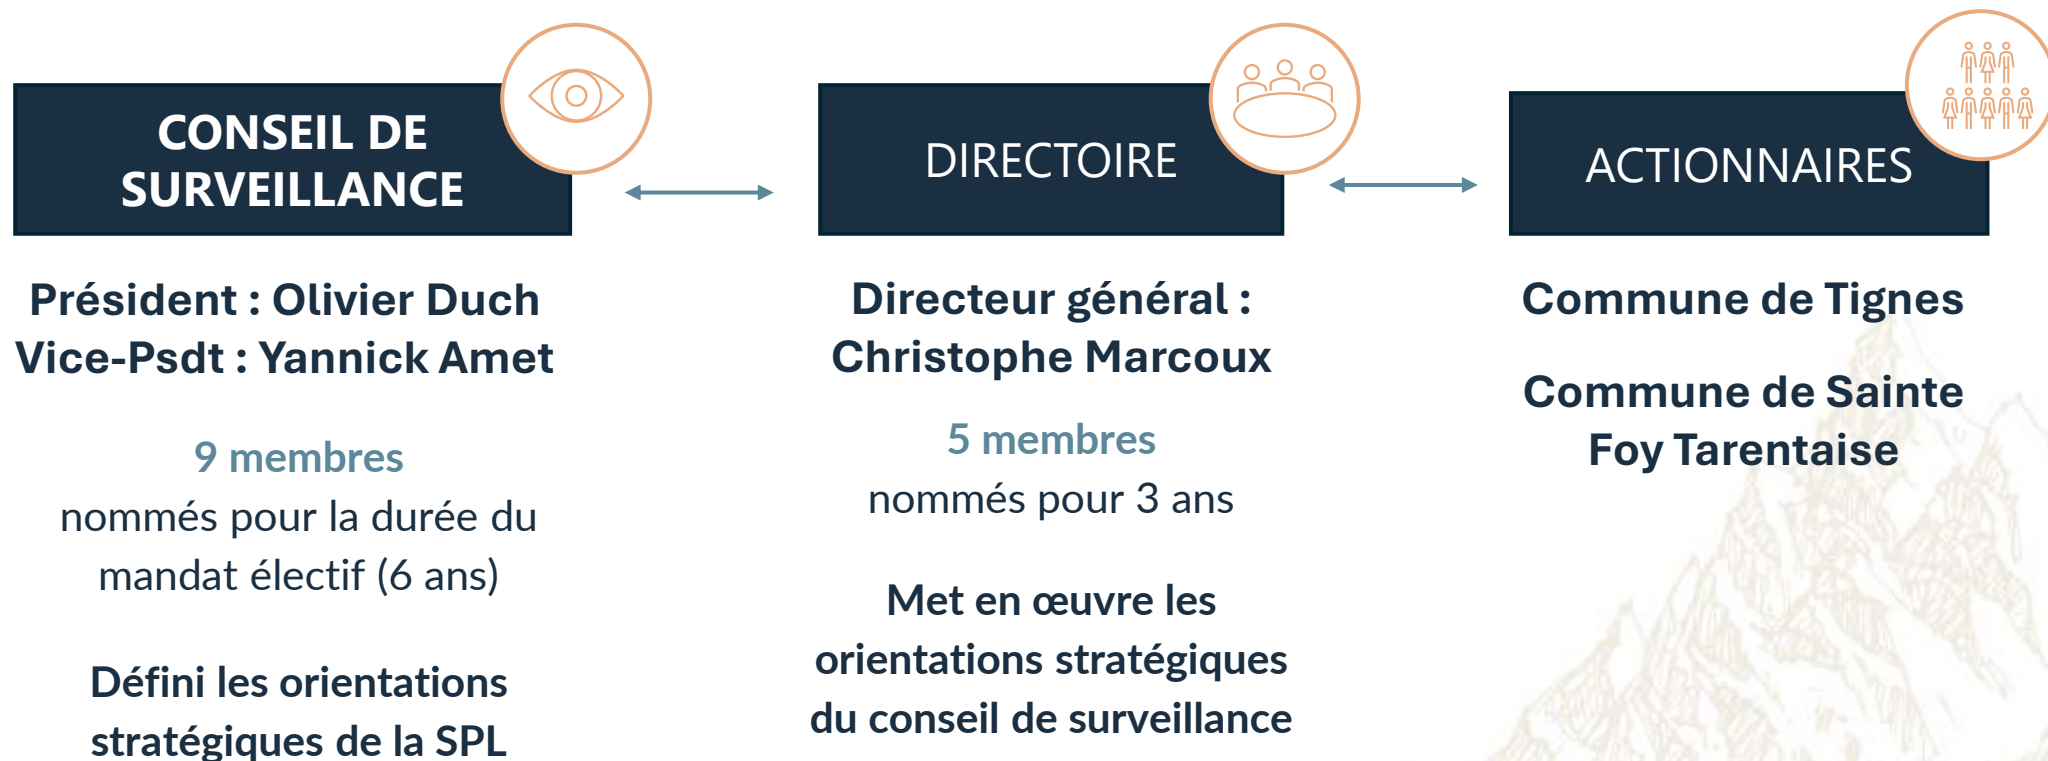 CONSEIL DE
SURVEILLANCE
Président : Olivier Duch
Vice-Psdt : Yannick Amet
9 membres
nommés pour la durée du
mandat électif (6 ans)
Défini les orientations
stratégiques de la SPL
DIRECTOIRE
Directeur général :
Christophe Marcoux
5 membres
nommés pour 3 ans
Met en œuvre les
orientations stratégiques
du conseil de surveillance
ACTIONNAIRES
Commune de Tignes
Commune de Sainte
Foy Tarentaise